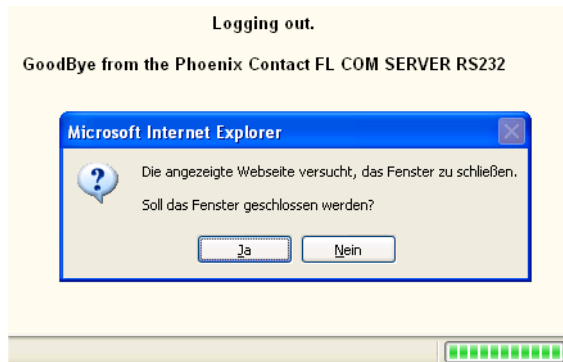 Logging out.
GoodBye from the Phoenix Contact FL COM SERVER RS232
Microsoft Internet Explorer
Die angezeigte Webseite versucht, das Fenster zu schließen.
Soll das Fenster geschlossen werden?
Ja Nein